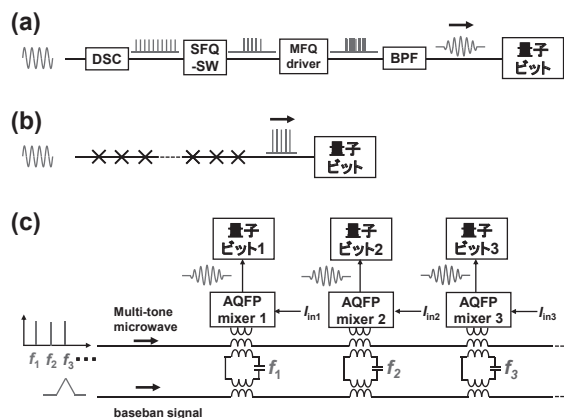 (a)
DSC
SFQ
-SW
MFQ
driver
BPF
量子
ビット
(b)
量子
ビット
(c)
量子
ビット1
量子
ビット2
量子
ビット3
AQFP
mixer 1
Iin1
AQFP
mixer 2
Iin2
AQFP
mixer 3
Iin3
Multi-tone
microwave
f1 f2 f3 ...
f1
f2
f3
baseban signal